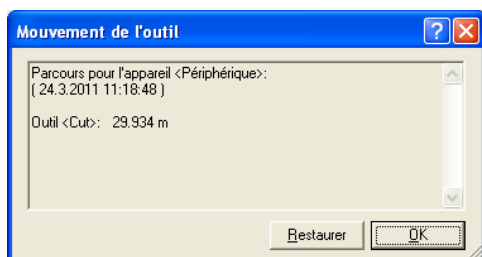 Mouvement de l'outil
Parcours pour l'appareil <Périphérique>:
( 24.3.2011 11:18:48 )
Outil <Cut>: 29.934 m
Restaurer
OK